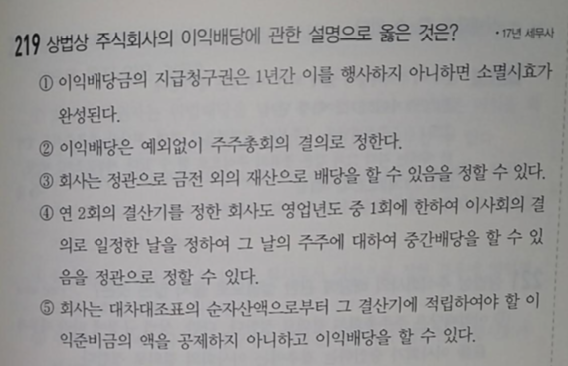 219 상법상 주식회사의 이익배당에 관한 설명으로 옳은 것은? •17년 세무사
① 이익배당금의 지급청구권은 1년간 이를 행사하지 아니하면 소멸시효가
완성된다.
② 이익배당은 예외없이 주주총회의 결의로 정한다.
③ 회사는 정관으로 금전 외의 재산으로 배당을 할 수 있음을 정할 수 있다.
④ 연 2회의 결산기를 정한 회사도 영업년도 중 1회에 한하여 이사회의 결
의로 일정한 날을 정하여 그 날의 주주에 대하여 중간배당을 할 수 있
음을 정관으로 정할 수 있다.
⑤ 회사는 대차대조표의 순자산액으로부터 그 결산기에 적립하여야 할 이
익준비금의 액을 공제하지 아니하고 이익배당을 할 수 있다.